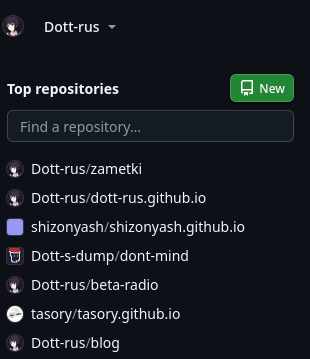 Dott-rus
Top repositories
New
Find a repository...
Dott-rus/zametki
Dott-rus/dott-rus.github.io
shizonyash/shizonyash.github.io
Dott-s-dump/dont-mind
Dott-rus/beta-radio
tasory/tasory.github.io
Dott-rus/blog